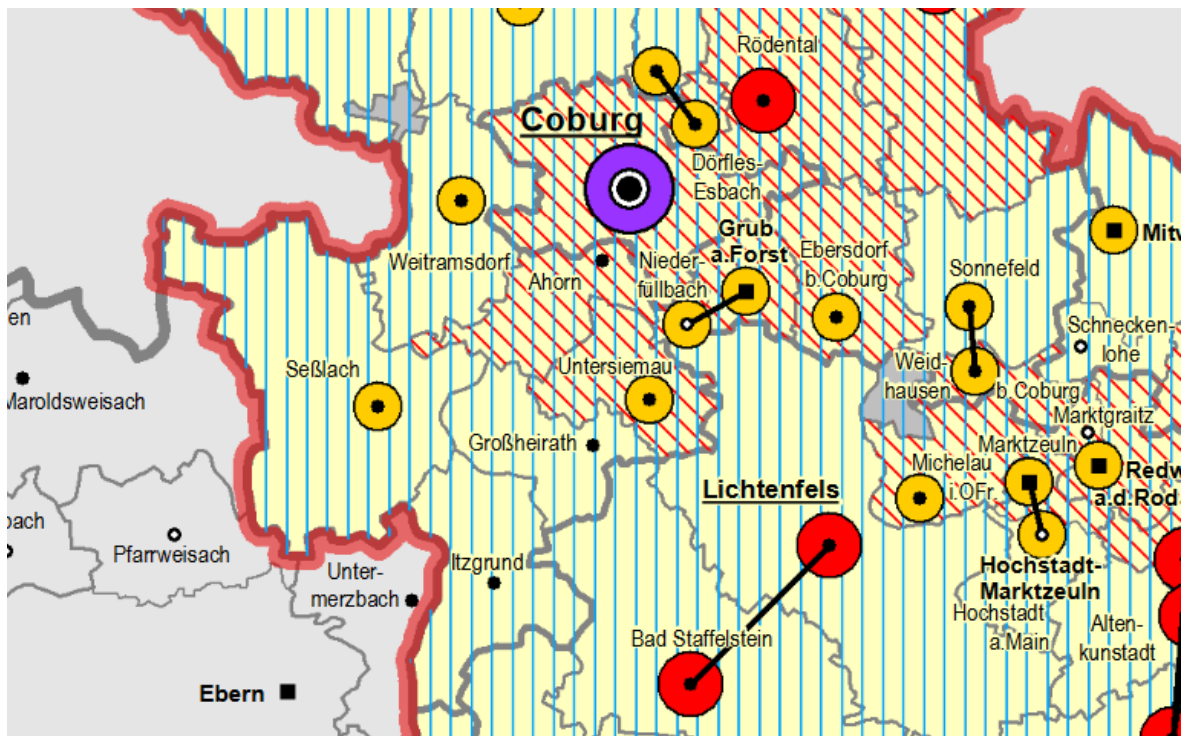 Rödental
Coburg
Dörfles-
Esbach
Grub
a.Forst
Weitramsdorf
Ahorn
Nieder-
füllbach
Ebersdorf
b.Coburg
Sonnefeld
Mitw
en
Schnecken-
lohe
Maroldsweisach
Seßlach
Untersiemau
Weid-
hausen
b.Coburg
Marktgraitz
Großheirath
Marktzeuln
Michelau
i.OFr.
Redw
a.d.Rod
Lichtenfels
bach
Pfarrweisach
Unter-
merzbach
Itzgrund
Hochstadt-
Marktzeuln
Hochstadt
a.Main
Alten-
kunstadt
Bad Staffelstein
Ebern